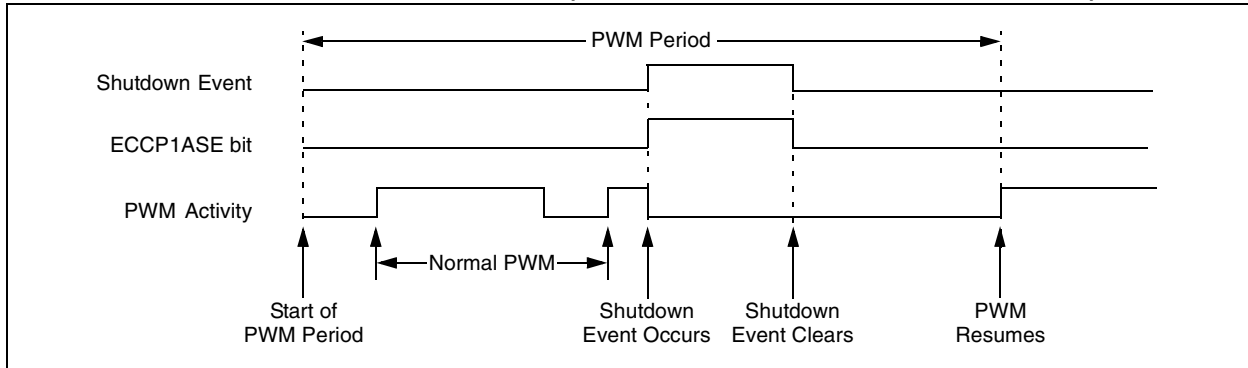 PWM Period
Shutdown Event
ECCP1ASE bit
PWM Activity
Normal PWM
Start of
PWM Period
Shutdown
Event Occurs
Shutdown
Event Clears
PWM
Resumes